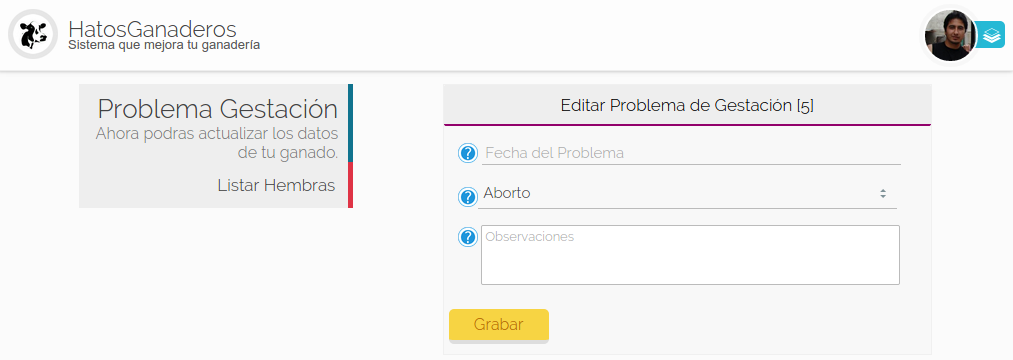 HatosGanaderos
Sistema que mejora tu ganadería
Problema Gestación
Ahora podras actualizar los datos
de tu ganado.
Listar Hembras
Editar Problema de Gestación [5]
? Fecha del Problema
? Aborto
? Observaciones
Grabar